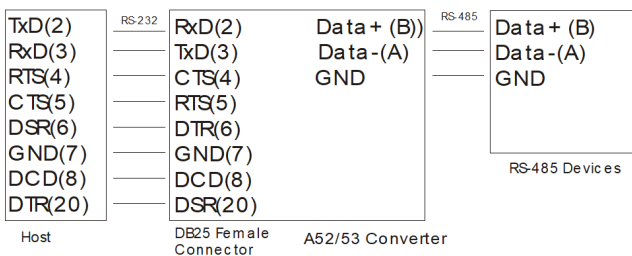 TxD(2)
RxD(3)
RTS(4)
CTS(5)
DSR(6)
GND(7)
DCD(8)
DTR(20)
Host
RS-232
RxD(2)
TxD(3)
CTS(4)
RTS(5)
DTR(6)
GND(7)
DCD(8)
DSR(20)
DB25 Female
Connector
Data+ (B))
Data-(A)
GND
A52/53 Converter
RS-485
Data+ (B)
Data-(A)
GND
RS-485 Devices